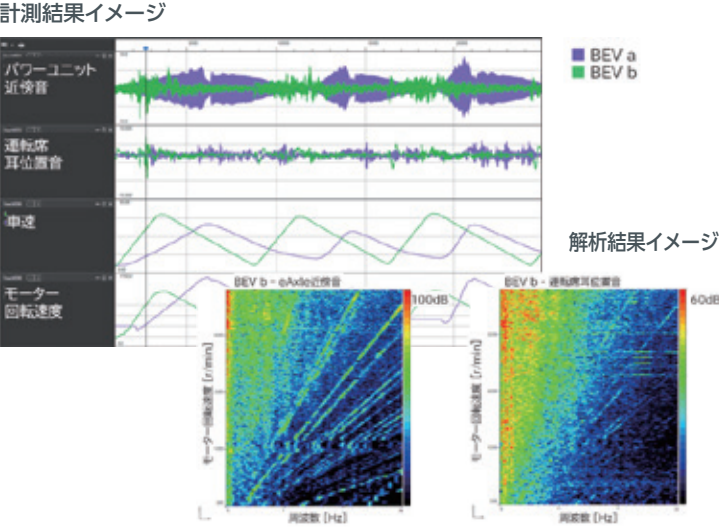 計測結果イメージ
パワーユニット
近傍音
BEV a
BEV b
運転席
耳位置音
車速
解析結果イメージ
モーター
回転速度
BEV b - eAxle近傍音
100dB
モーター回転速度 [r/min]
周波数 [Hz]
BEV b - 運転席耳位置音
60dB
モーター回転速度 [r/min]
周波数 [Hz]